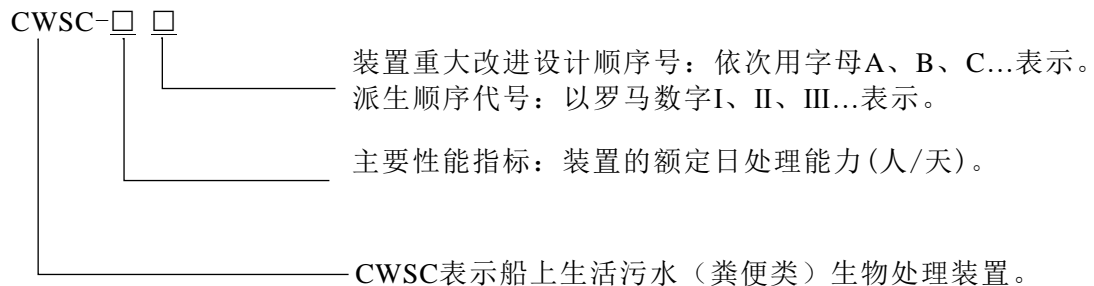 CWSC-□ □
装置重大改进设计顺序号：依次用字母A、B、C…表示。
派生顺序代号：以罗马数字I、II、III…表示。
主要性能指标：装置的额定日处理能力(人/天)。
CWSC表示船上生活污水（粪便类）生物处理装置。